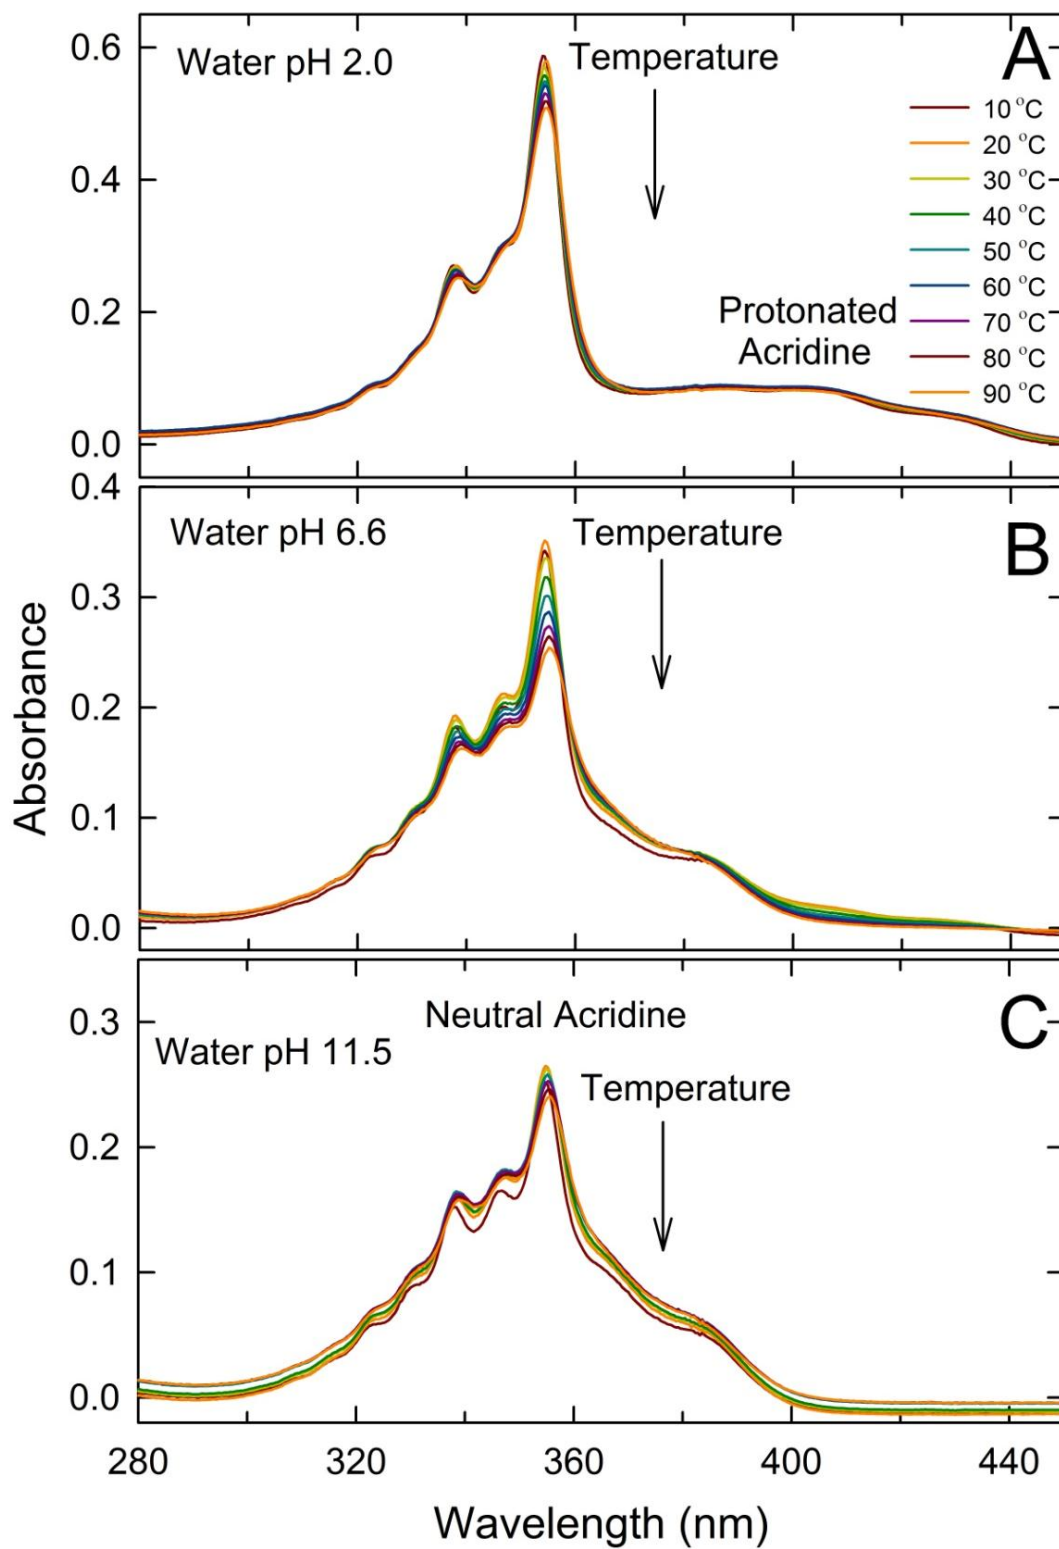 Water pH 2.0
Temperature
A
10 °C
20 °C
30 °C
40 °C
50 °C
60 °C
70 °C
80 °C
90 °C
Protonated
Acridine
0.6
0.4
0.2
0.0
Water pH 6.6
Temperature
B
0.4
0.3
0.2
0.1
0.0
Absorbance
Neutral Acridine
C
Water pH 11.5
Temperature
0.3
0.2
0.1
0.0
280 320 360 400 440
Wavelength (nm)